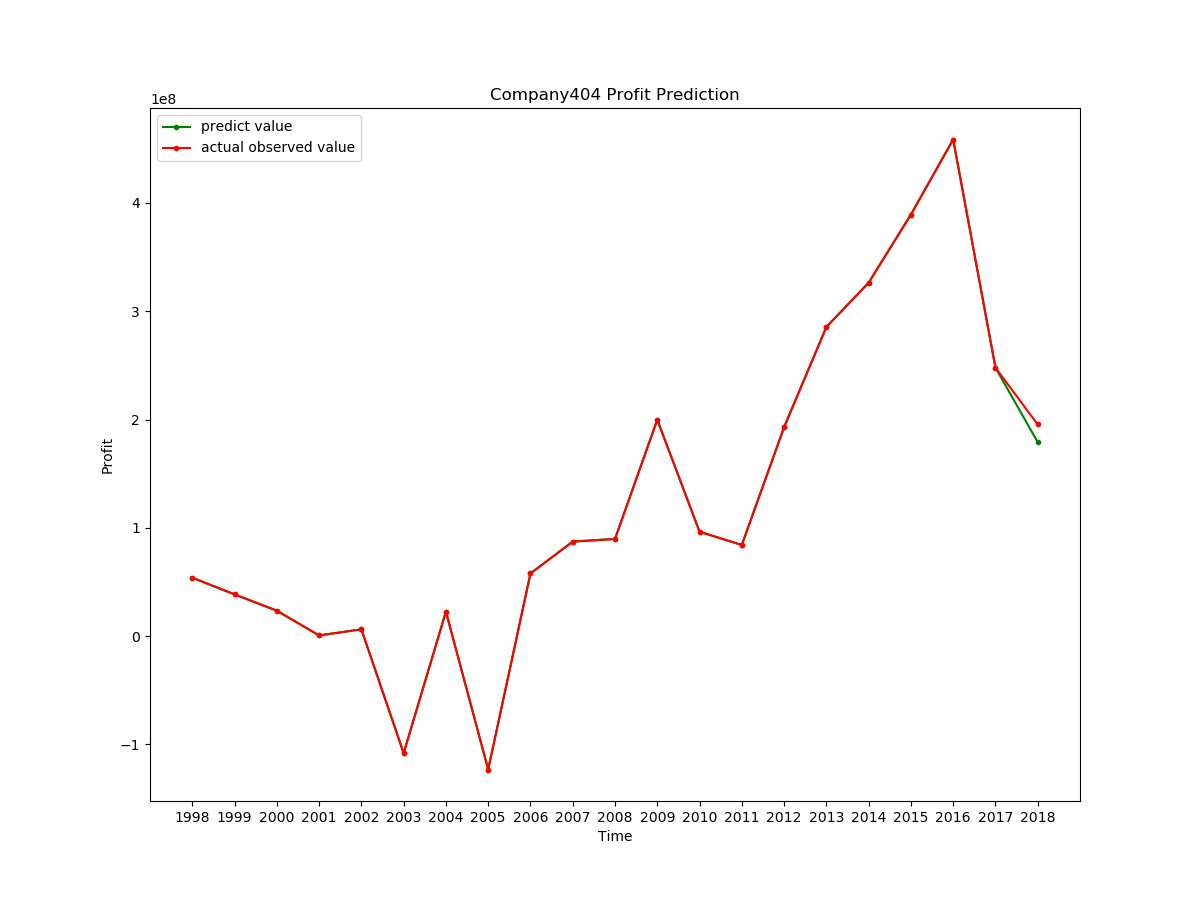 Company404 Profit Prediction
1e8
predict value
actual observed value
4
3
2
1
0
−1
Profit
1998 1999 2000 2001 2002 2003 2004 2005 2006 2007 2008 2009 2010 2011 2012 2013 2014 2015 2016 2017 2018
Time